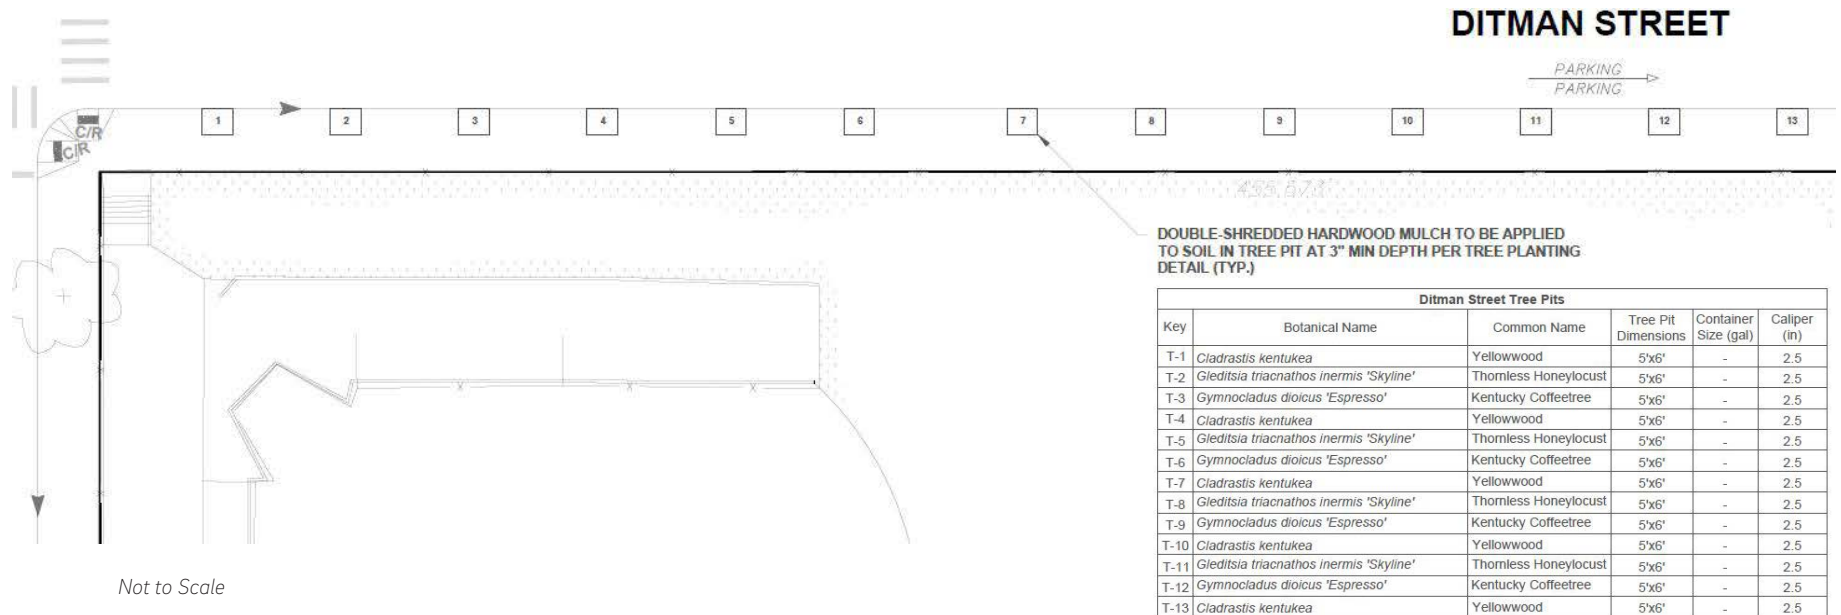 DITMAN STREET
PARKING
PARKING
C/R
C/R
1 2 3 4 5 6 7 8 9 10 11 12 13
DOUBLE-SHREDDED HARDWOOD MULCH TO BE APPLIED
TO SOIL IN TREE PIT AT 3" MIN DEPTH PER TREE PLANTING
DETAIL (TYP.)
Ditman Street Tree Pits
Key Botanical Name Common Name Tree Pit Dimensions Container Size (gal) Caliper (in)
T-1 Cladrastis kentukea Yellowwood 5'x6' - 2.5
T-2 Gleditsia triacnathos inermis 'Skyline' Thornless Honeylocust 5'x6' - 2.5
T-3 Gymnocladus dioicus 'Espresso' Kentucky Coffeetree 5'x6' - 2.5
T-4 Cladrastis kentukea Yellowwood 5'x6' - 2.5
T-5 Gleditsia triacnathos inermis 'Skyline' Thornless Honeylocust 5'x6' - 2.5
T-6 Gymnocladus dioicus 'Espresso' Kentucky Coffeetree 5'x6' - 2.5
T-7 Cladrastis kentukea Yellowwood 5'x6' - 2.5
T-8 Gleditsia triacnathos inermis 'Skyline' Thornless Honeylocust 5'x6' - 2.5
T-9 Gymnocladus dioicus 'Espresso' Kentucky Coffeetree 5'x6' - 2.5
T-10 Cladrastis kentukea Yellowwood 5'x6' - 2.5
T-11 Gleditsia triacnathos inermis 'Skyline' Thornless Honeylocust 5'x6' - 2.5
T-12 Gymnocladus dioicus 'Espresso' Kentucky Coffeetree 5'x6' - 2.5
T-13 Cladrastis kentukea Yellowwood 5'x6' - 2.5
Not to Scale